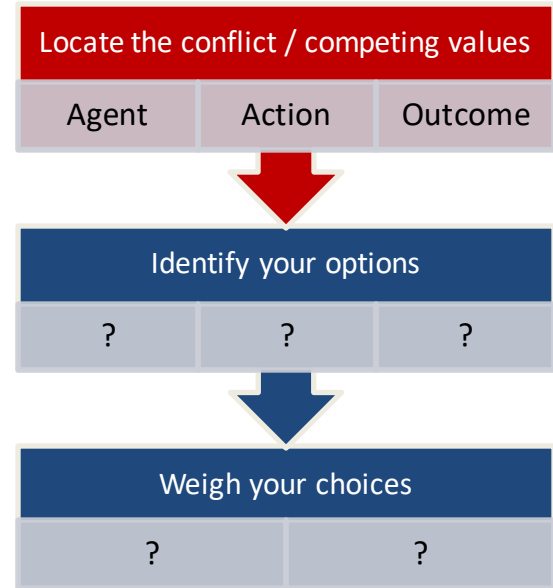 Locate the conflict / competing values
Agent Action Outcome
Identify your options
? ? ?
Weigh your choices
? ?